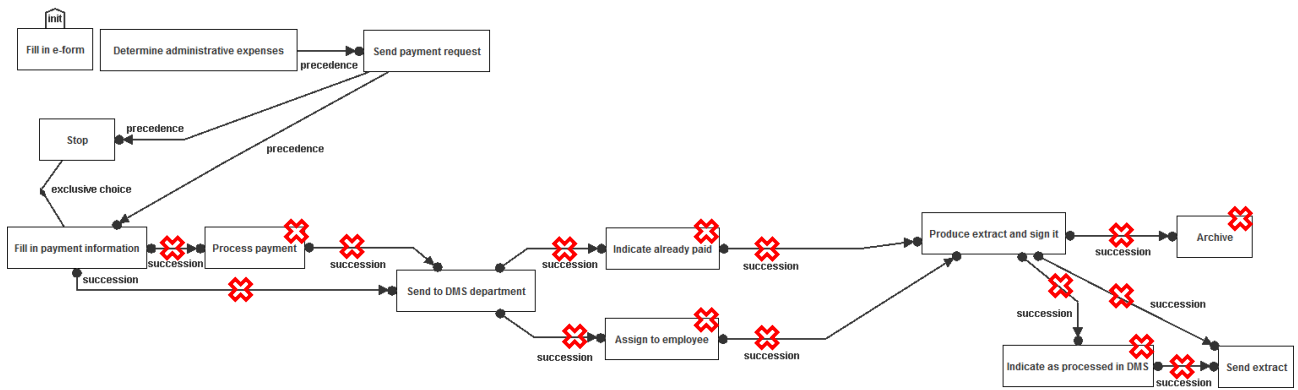 init
Fill in e-form
Determine administrative expenses
Send payment request
precedence
Stop
precedence
precedence
exclusive choice
Fill in payment information
succession
Process payment
succession
Indicate already paid
succession
Produce extract and sign it
succession
Archive
succession
succession
Send to DMS department
succession
succession
Assign to employee
succession
succession
succession
Indicate as processed in DMS
succession
Send extract